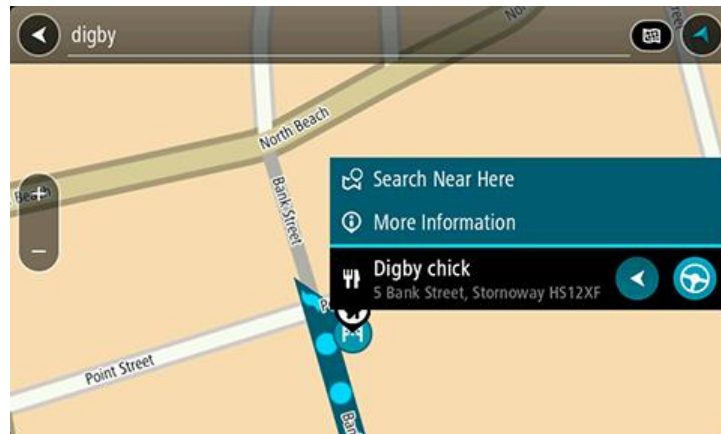 digby
North Beach
Bank Street
Search Near Here
More Information
Digby chick
5 Bank Street, Stornoway HS12XF
Point Street